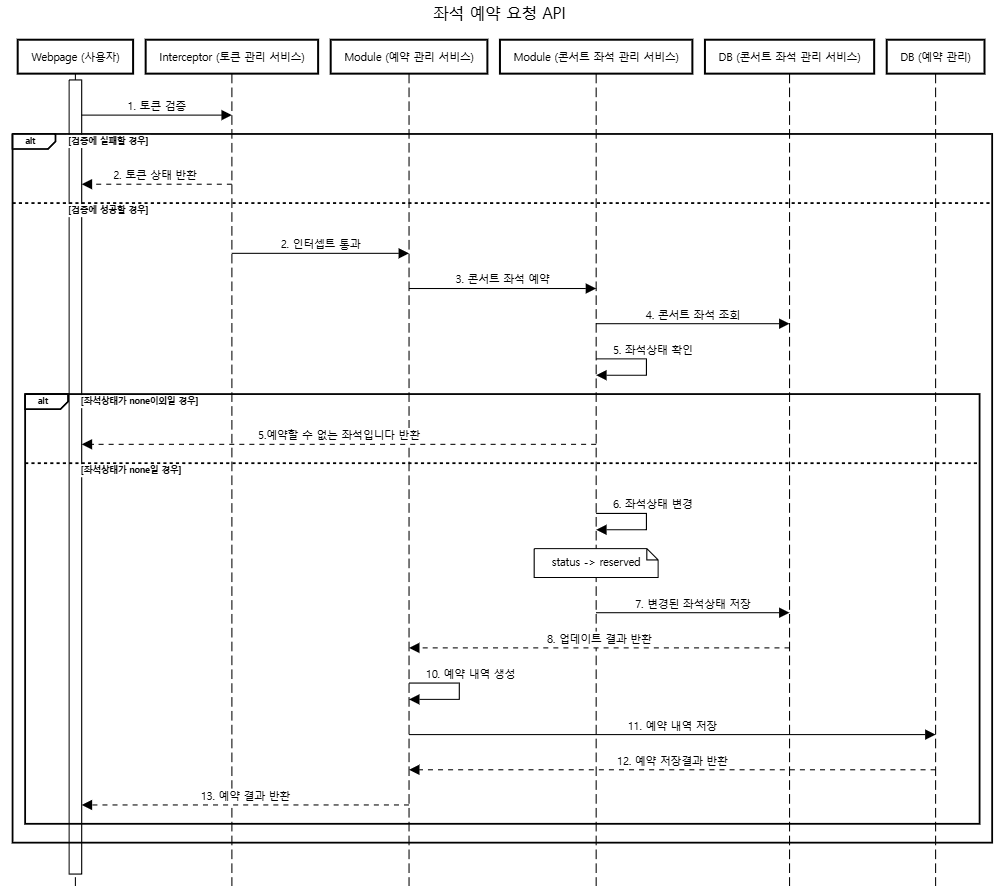 좌석 예약 요청 API
Webpage (사용자)
Interceptor (토큰 관리 서비스)
Module (예약 관리 서비스)
Module (콘서트 좌석 관리 서비스)
DB (콘서트 좌석 관리 서비스)
DB (예약 관리)
1. 토큰 검증
alt
[검증에 실패할 경우]
2. 토큰 상태 반환
[검증에 성공할 경우]
2. 인터셉트 통과
3. 콘서트 좌석 예약
4. 콘서트 좌석 조회
5. 좌석상태 확인
alt
[좌석상태가 none이외일 경우]
5.예약할 수 없는 좌석입니다 반환
[좌석상태가 none일 경우]
6. 좌석상태 변경
status -> reserved
7. 변경된 좌석상태 저장
8. 업데이트 결과 반환
10. 예약 내역 생성
11. 예약 내역 저장
12. 예약 저장결과 반환
13. 예약 결과 반환